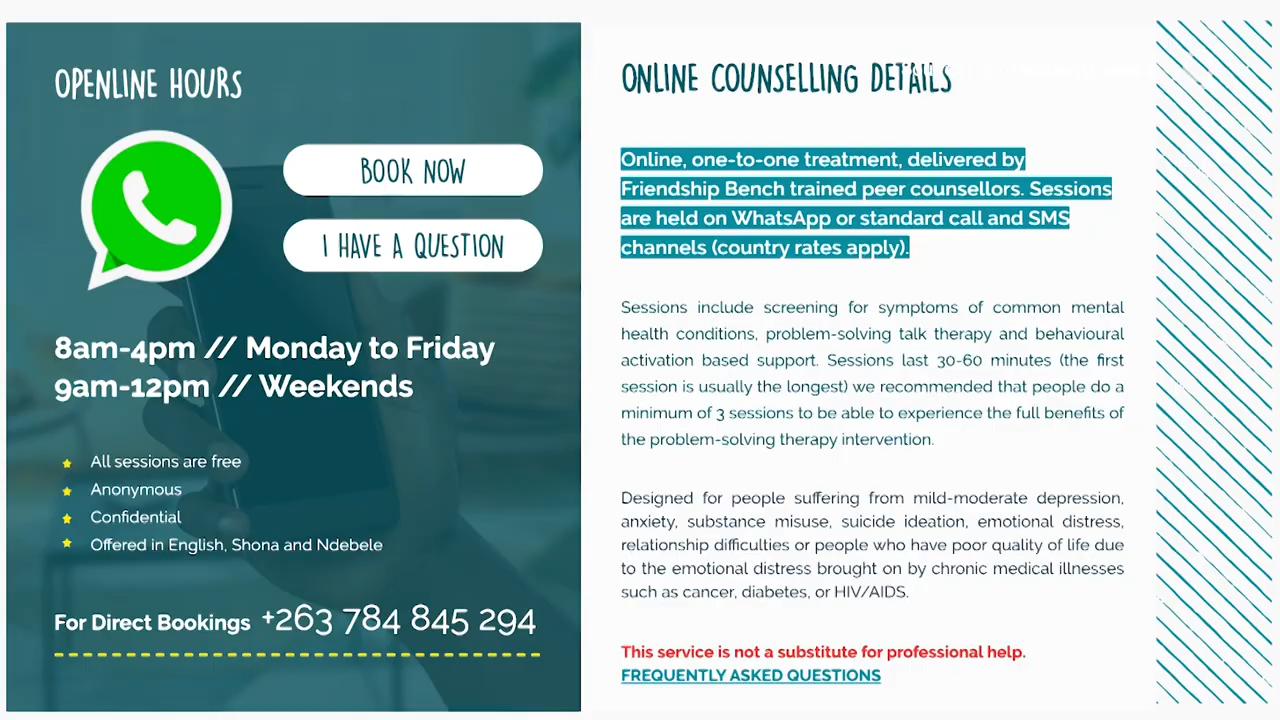 OPENLINE HOURS
BOOK NOW
I HAVE A QUESTION
8am-4pm // Monday to Friday
9am-12pm // Weekends
All sessions are free
Anonymous
Confidential
Offered in English, Shona and Ndebele
For Direct Bookings +263 784 845 294
ONLINE COUNSELLING DETAILS
Online, one-to-one treatment, delivered by
Friendship Bench trained peer counsellors. Sessions
are held on WhatsApp or standard call and SMS
channels (country rates apply).
Sessions include screening for symptoms of common mental
health conditions, problem-solving talk therapy and behavioural
activation based support. Sessions last 30-60 minutes (the first
session is usually the longest) we recommended that people do a
minimum of 3 sessions to be able to experience the full benefits of
the problem-solving therapy intervention.
Designed for people suffering from mild-moderate depression,
anxiety, substance misuse, suicide ideation, emotional distress,
relationship difficulties or people who have poor quality of life due
to the emotional distress brought on by chronic medical illnesses
such as cancer, diabetes, or HIV/AIDS.
This service is not a substitute for professional help.
FREQUENTLY ASKED QUESTIONS